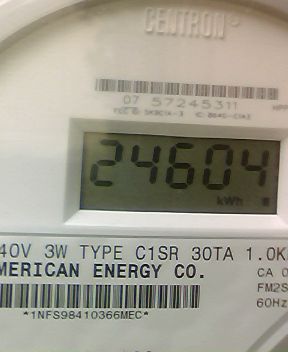 CENTRON
07 57245311
24604
kWh
40V 3W TYPE C1SR 30TA 1.0K
MERICAN ENERGY CO.
CA 0
FM2S
60Hz
*1NFS98410366MEC*